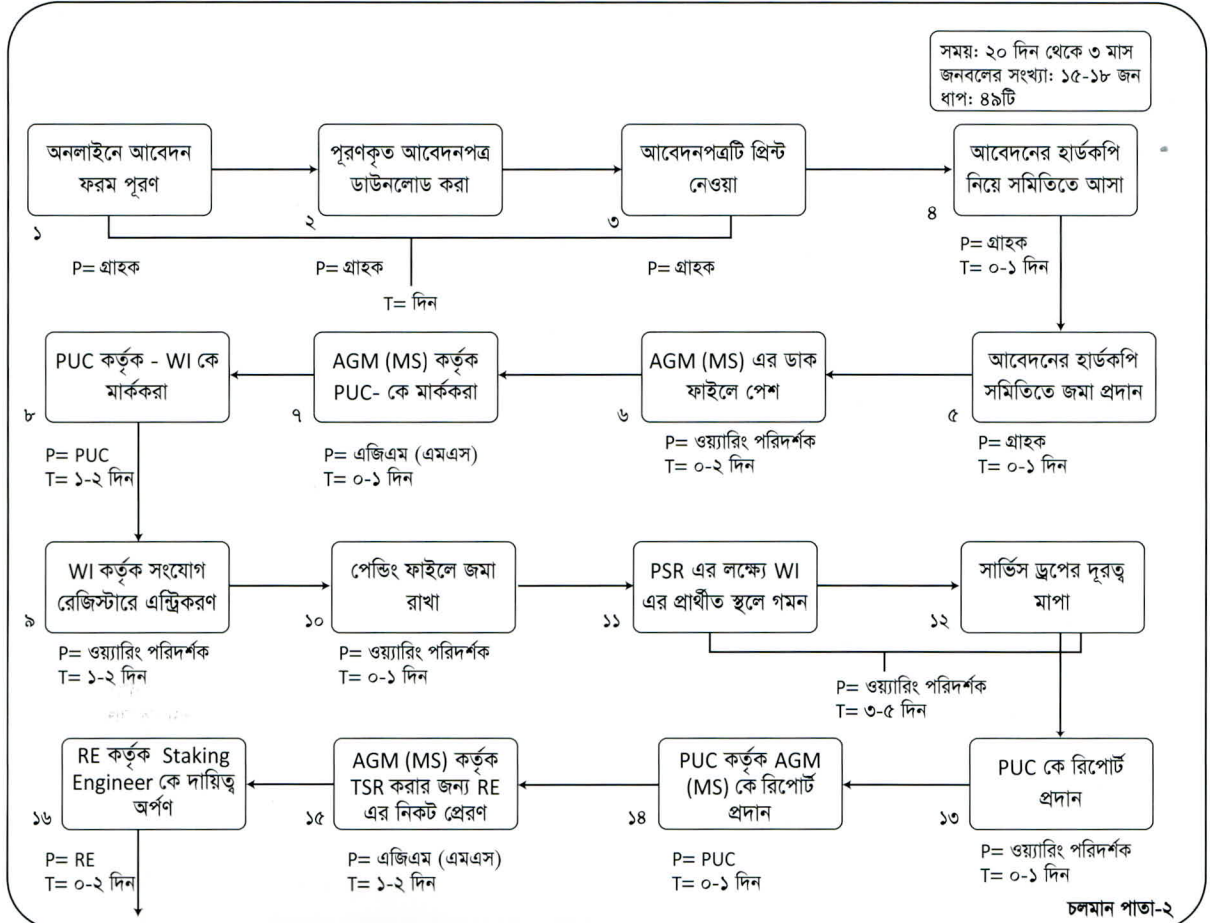 সময়: ২০ দিন থেকে ৩ মাস
জনবলের সংখ্যা: ১৫-১৮ জন
ধাপ: ৪৯টি
অনলাইনে আবেদন
ফরম পূরণ
১
P= গ্রাহক
পূরণকৃত আবেদনপত্র
ডাউনলোড করা
২
P= গ্রাহক
আবেদনপত্রটি প্রিন্ট
নেওয়া
৩
P= গ্রাহক
T= দিন
আবেদনের হার্ডকপি
নিয়ে সমিতিতে আসা
৪
P= গ্রাহক
T= ০-১ দিন
আবেদনের হার্ডকপি
সমিতিতে জমা প্রদান
৫
P= গ্রাহক
T= ০-১ দিন
AGM (MS) এর ডাক
ফাইলে পেশ
৬
P= ওয়্যারিং পরিদর্শক
T= ০-২ দিন
AGM (MS) কর্তৃক
PUC- কে মার্ককরা
৭
P= এজিএম (এমএস)
T= ০-১ দিন
PUC কর্তৃক - WI কে
মার্ককরা
৮
P= PUC
T= ১-২ দিন
WI কর্তৃক সংযোগ
রেজিস্টারে এন্ট্রিকরণ
৯
P= ওয়্যারিং পরিদর্শক
T= ১-২ দিন
পেন্ডিং ফাইলে জমা
রাখা
১০
P= ওয়্যারিং পরিদর্শক
T= ০-১ দিন
PSR এর লক্ষ্যে WI
এর প্রার্থীত স্থলে গমন
১১
সার্ভিস ড্রপের দূরত্ব
মাপা
১২
P= ওয়্যারিং পরিদর্শক
T= ৩-৫ দিন
PUC কে রিপোর্ট
প্রদান
১৩
P= ওয়্যারিং পরিদর্শক
T= ০-১ দিন
PUC কর্তৃক AGM
(MS) কে রিপোর্ট
প্রদান
১৪
P= PUC
T= ০-১ দিন
AGM (MS) কর্তৃক
TSR করার জন্য RE
এর নিকট প্রেরণ
১৫
P= এজিএম (এমএস)
T= ১-২ দিন
RE কর্তৃক Staking
Engineer কে দায়িত্ব
অর্পণ
১৬
P= RE
T= ০-২ দিন
চলমান পাতা-২